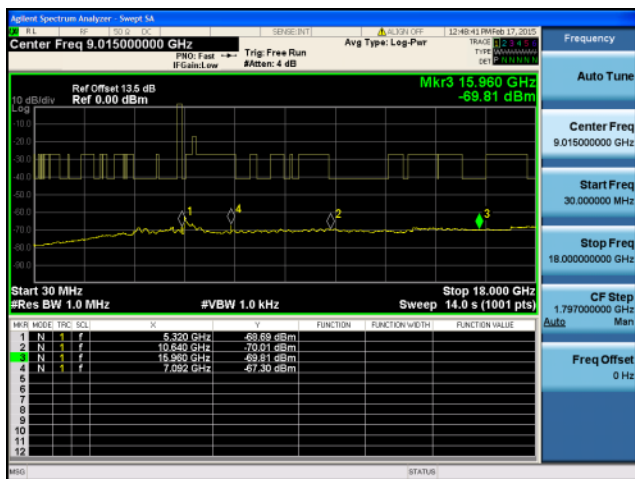 Agilent Spectrum Analyzer - Swept SA
RL RF 50 Ω DC SENSE:INT ALIGN OFF 12:48:41 PM Feb 17, 2015
Center Freq 9.015000000 GHz
PNO: Fast
IFGain:Low
Trig: Free Run
#Atten: 4 dB
Avg Type: Log-Pwr
TRACE 1 2 3 4 5 6
TYPE
DET P N N N N N
Mkr3 15.960 GHz
-69.81 dBm
Ref Offset 13.5 dB
10 dB/div Ref 0.00 dBm
Log
-10.0
-20.0
-30.0
-40.0
-50.0
-60.0
-70.0
-80.0
-90.0
1
4
2
3
Start 30 MHz
Stop 18.000 GHz
#Res BW 1.0 MHz
#VBW 1.0 kHz
Sweep 14.0 s (1001 pts)
MKR MODE TRC SCL X Y FUNCTION FUNCTION WIDTH FUNCTION VALUE
1 N 1 f 5.320 GHz -68.69 dBm
2 N 1 f 10.640 GHz -70.01 dBm
3 N 1 f 15.960 GHz -69.81 dBm
4 N 1 f 7.092 GHz -67.30 dBm
5
6
7
8
9
10
11
12
MSG
STATUS
Frequency
Auto Tune
Center Freq
9.015000000 GHz
Start Freq
30.000000 MHz
Stop Freq
18.000000000 GHz
CF Step
1.797000000 GHz
Auto Man
Freq Offset
0 Hz